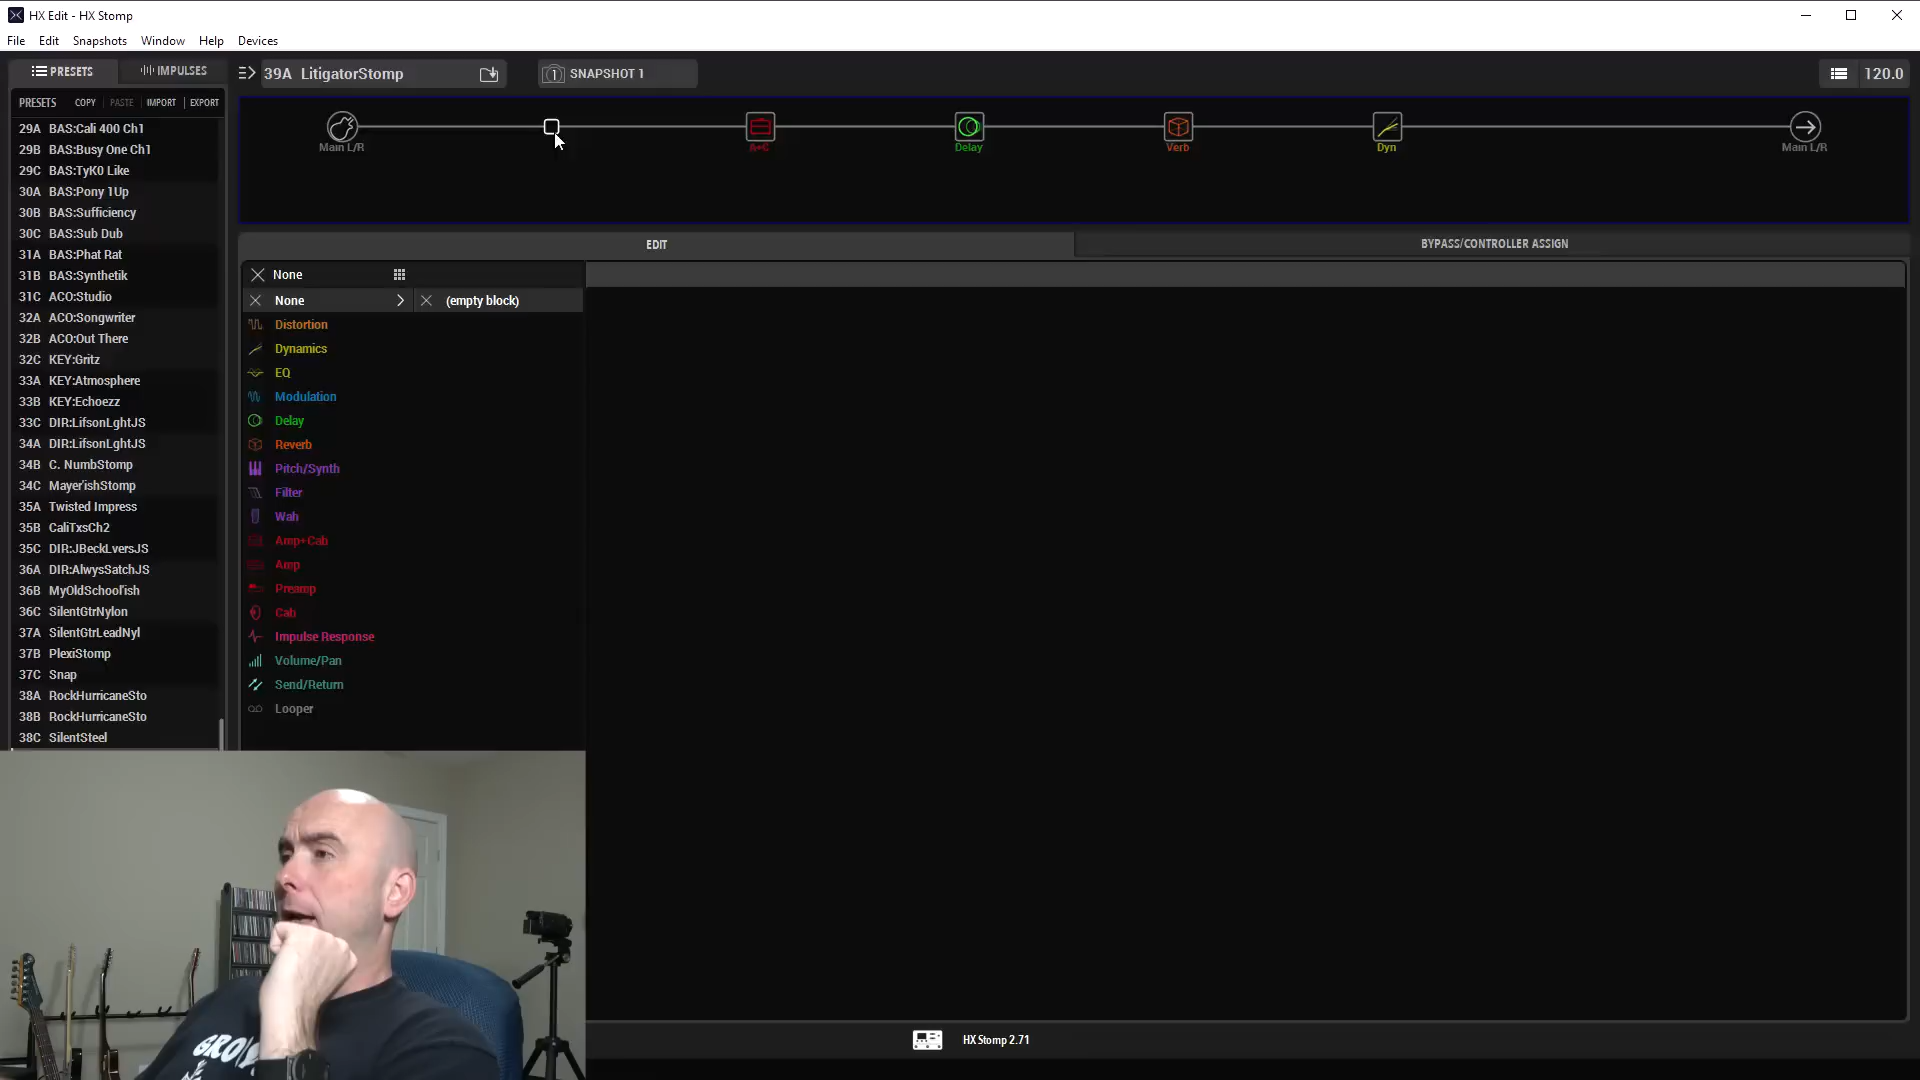 HX Edit - HX Stomp
File Edit Snapshots Window Help Devices
PRESETS IMPULSES
39A LitigatorStomp
1 SNAPSHOT 1
120.0
PRESETS COPY PASTE IMPORT EXPORT
Main L/R A+C Delay Verb Dyn Main L/R
EDIT
BYPASS/CONTROLLER ASSIGN
29A BAS:Cali 400 Ch1
29B BAS:Busy One Ch1
29C BAS:TyK0 Like
30A BAS:Pony 1Up
30B BAS:Sufficiency
30C BAS:Sub Dub
31A BAS:Phat Rat
31B BAS:Synthetik
31C ACO:Studio
32A ACO:Songwriter
32B ACO:Out There
32C KEY:Gritz
33A KEY:Atmosphere
33B KEY:Echoezz
33C DIR:LifsonLghtJS
34A DIR:LifsonLghtJS
34B C. NumbStomp
34C Mayer'ishStomp
35A Twisted Impress
35B CaliTxsCh2
35C DIR:JBeckLversJS
36A DIR:AlwysSatchJS
36B MyOldSchool'ish
36C SilentGtrNylon
37A SilentGtrLeadNyl
37B PlexiStomp
37C Snap
38A RockHurricaneSto
38B RockHurricaneSto
38C SilentSteel
None
None (empty block)
Distortion
Dynamics
EQ
Modulation
Delay
Reverb
Pitch/Synth
Filter
Wah
Amp+Cab
Amp
Preamp
Cab
Impulse Response
Volume/Pan
Send/Return
Looper
HX Stomp 2.71